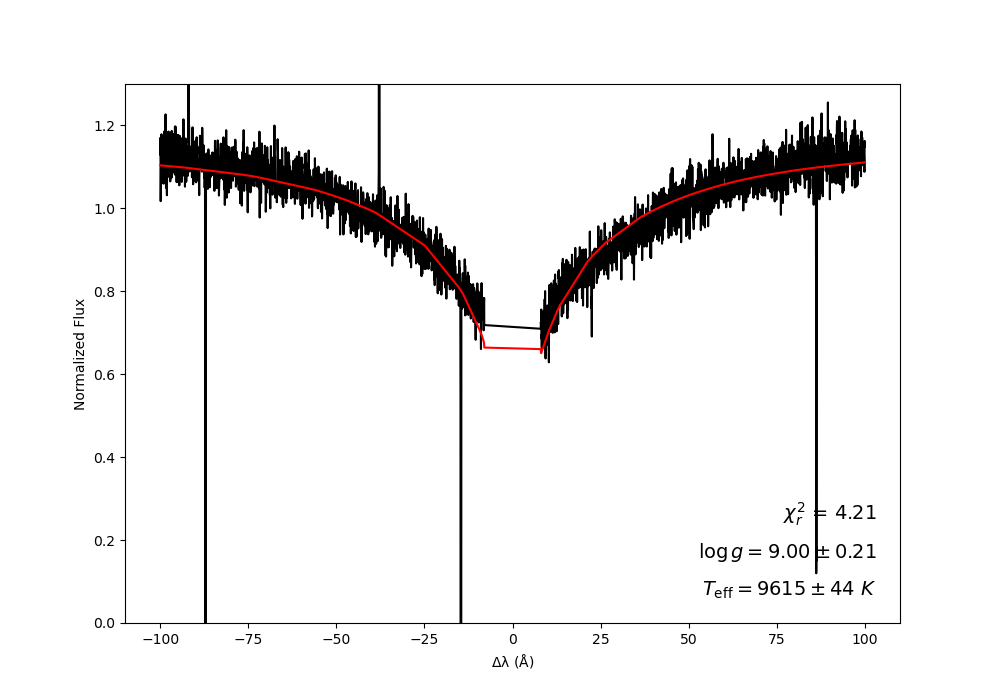 1.2
1.0
0.8
0.6
0.4
0.2
0.0
Normalized Flux
χ²ᵣ = 4.21
log g = 9.00 ± 0.21
T_eff = 9615 ± 44 K
−100 −75 −50 −25 0 25 50 75 100
Δλ (Å)